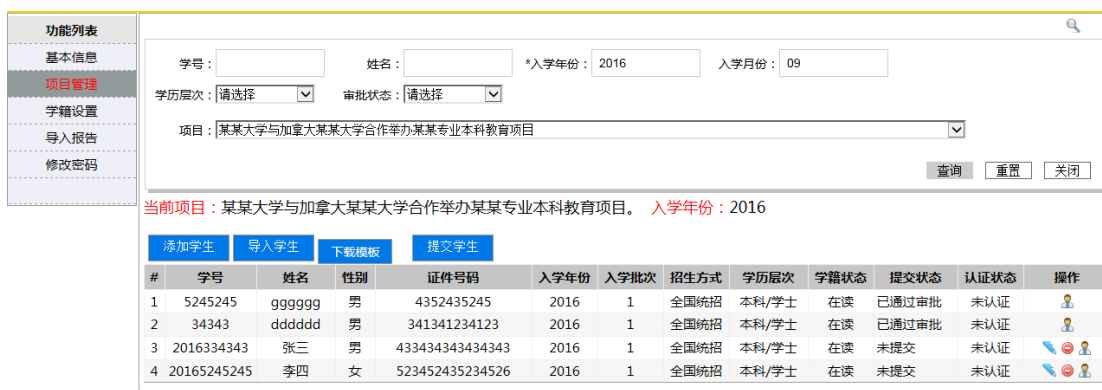 功能列表
基本信息
项目管理
学籍设置
导入报告
修改密码
学号： 姓名： *入学年份： 2016 入学月份： 09
学历层次： 请选择 审批状态： 请选择
项目： 某某大学与加拿大某某大学合作举办某某专业本科教育项目
查询 重置 关闭
当前项目：某某大学与加拿大某某大学合作举办某某专业本科教育项目。 入学年份：2016
添加学生 导入学生 下载模板 提交学生
# 学号 姓名 性别 证件号码 入学年份 入学批次 招生方式 学历层次 学籍状态 提交状态 认证状态 操作
1 5245245 gggggg 男 4352435245 2016 1 全国统招 本科/学士 在读 已通过审批 未认证
2 34343 dddddd 男 341341234123 2016 1 全国统招 本科/学士 在读 已通过审批 未认证
3 2016334343 张三 男 433434343434343 2016 1 全国统招 本科/学士 在读 未提交 未认证
4 20165245245 李四 女 523452435234526 2016 1 全国统招 本科/学士 在读 未提交 未认证